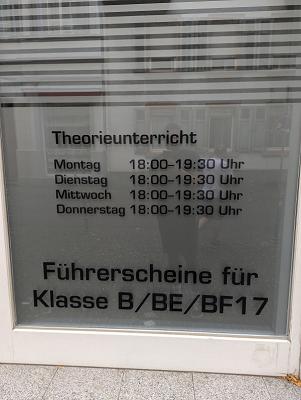 Theorieunterricht
Montag 18:00-19:30 Uhr
Dienstag 18:00-19:30 Uhr
Mittwoch 18:00-19:30 Uhr
Donnerstag 18:00-19:30 Uhr
Führerscheine für
Klasse B/BE/BF17